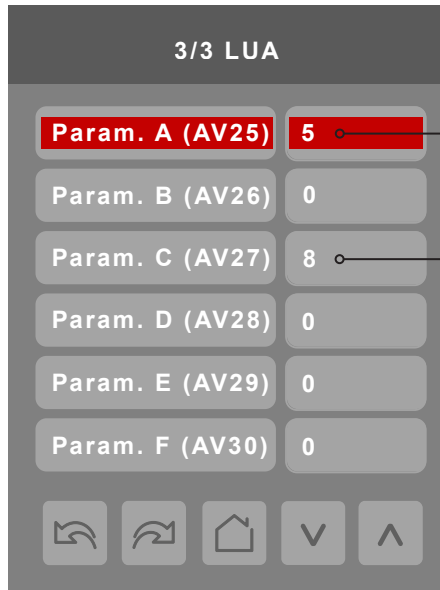 3/3 LUA
Param. A (AV25) 5
Param. B (AV26) 0
Param. C (AV27) 8
Param. D (AV28) 0
Param. E (AV29) 0
Param. F (AV30) 0